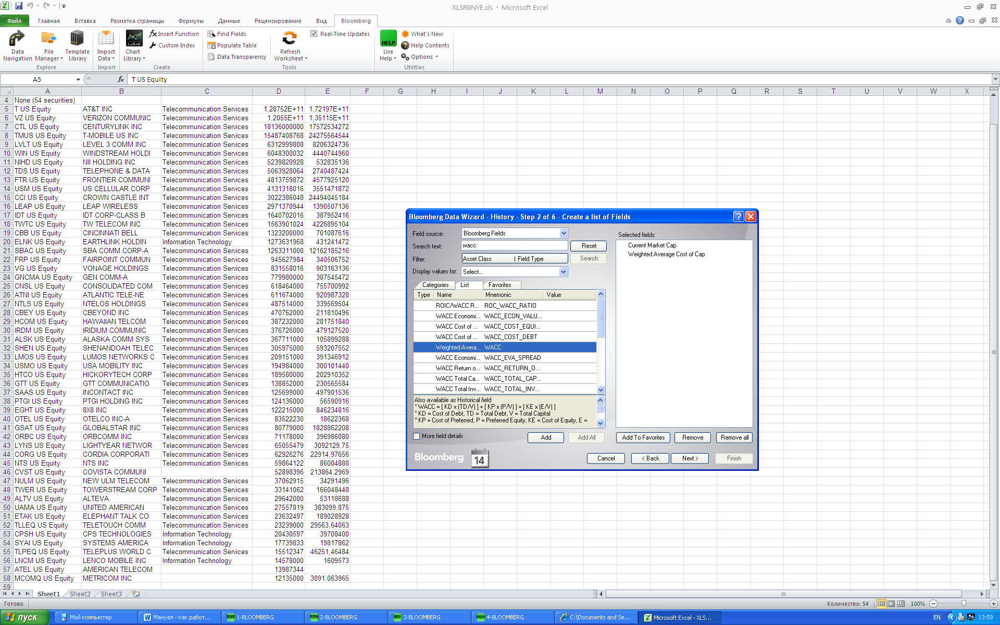 XLSR9NYE.xls - Microsoft Excel
Файл Главная Вставка Разметка страницы Формулы Данные Рецензирование Вид Bloomberg
Data Navigation File Manager Template Library Explore
Import Data Import
Chart Library Insert Function Custom Index Create
Find Fields Populate Table Data Transparency Refresh Worksheet Real-Time Updates Tools
HELP Live Help What's New Help Contents Options Utilities
A5 fx T US Equity
A B C D E F G H I J K L M N O P Q R S T U V W X
4 None (54 securities)
5 T US Equity AT&T INC Telecommunication Services 1,28752E+11 1,72197E+11
6 VZ US Equity VERIZON COMMUNIC Telecommunication Services 1,2055E+11 1,35115E+11
7 CTL US Equity CENTURYLINK INC Telecommunication Services 18136000000 17572534272
8 TMUS US Equity T-MOBILE US INC Telecommunication Services 15487408768 24275564544
9 LVLT US Equity LEVEL 3 COMM INC Telecommunication Services 6312999808 8206324736
10 WIN US Equity WINDSTREAM HOLDI Telecommunication Services 6048300032 4440744960
11 NIHD US Equity NII HOLDING INC Telecommunication Services 5239820928 532835136
12 TDS US Equity TELEPHONE & DATA Telecommunication Services 5063928064 2740487424
13 FTR US Equity FRONTIER COMMUNI Telecommunication Services 4813759872 4577925120
14 USM US Equity US CELLULAR CORP Telecommunication Services 4131318016 3551471872
15 CCI US Equity CROWN CASTLE INT Telecommunication Services 3022386048 24494045184
16 LEAP US Equity LEAP WIRELESS Telecommunication Services 2971370944 1390507136
17 IDT US Equity IDT CORP-CLASS B Telecommunication Services 1640702016 387952416
18 TWTC US Equity TW TELECOM INC Telecommunication Services 1563901024 4226895104
19 CBB US Equity CINCINNATI BELL Telecommunication Services 1323200000 701087616
20 ELNK US Equity EARTHLINK HOLDIN Information Technology 1273631968 431241472
21 SBAC US Equity SBA COMM CORP-A Telecommunication Services 1263311008 12162185216
22 FRP US Equity FAIRPOINT COMMUN Telecommunication Services 945627984 340506752
23 VG US Equity VONAGE HOLDINGS Telecommunication Services 831558016 903163136
24 GNCMA US Equity GEN COMM-A Telecommunication Services 779980000 387545472
25 CNSL US Equity CONSOLIDATED COM Telecommunication Services 618464000 755700992
26 ATNI US Equity ATLANTIC TELE-NE Telecommunication Services 611674000 920987328
27 NTLS US Equity NTELOS HOLDINGS Telecommunication Services 487514000 339569504
28 CBEY US Equity CBEYOND INC Telecommunication Services 470762000 211810496
29 HCOM US Equity HAWAIIAN TELCOM Telecommunication Services 387232000 281751840
30 IRDM US Equity IRIDIUM COMMUNIC Telecommunication Services 376726000 479127520
31 ALSK US Equity ALASKA COMM SYS Telecommunication Services 367711000 105899288
32 SHEN US Equity SHENANDOAH TELEC Telecommunication Services 305975000 593207552
33 LMOS US Equity LUMOS NETWORKS C Telecommunication Services 209151000 391346912
34 USMO US Equity USA MOBILITY INC Telecommunication Services 194984000 300101440
35 HTCO US Equity HICKORYTECH CORP Telecommunication Services 189580000 202910352
36 GTT US Equity GTT COMMUNICATIO Telecommunication Services 138852000 230565584
37 SAAS US Equity INCONTACT INC Telecommunication Services 125699000 497901536
38 PTGI US Equity PTGI HOLDING INC Telecommunication Services 124136000 56590916
39 EGHT US Equity 8X8 INC Telecommunication Services 122215000 846234816
40 OTEL US Equity OTELCO INC-A Telecommunication Services 83522230 18622368
41 GSAT US Equity GLOBALSTAR INC Telecommunication Services 80779000 1828862208
42 ORBC US Equity ORBCOMM INC Telecommunication Services 71178000 396986080
43 LYNS US Equity LIGHTYEAR NETWOR Telecommunication Services 65055479 3092129,75
44 CORG US Equity CORDIA CORPORATI Telecommunication Services 62926276 22914,97656
45 NTS US Equity NTS INC Telecommunication Services 59864122 86004888
46 CVST US Equity COVISTA COMMUNI 52898396 213864,2969
47 NULM US Equity NEW ULM TELECOM Telecommunication Services 37062915 34291496
48 TWER US Equity TOWERSTREAM CORP Telecommunication Services 33141062 166048448
49 ALTV US Equity ALTEVA Telecommunication Services 29642000 53118688
50 UAMA US Equity UNITED AMERICAN Telecommunication Services 27557819 383099,875
51 ETAK US Equity ELEPHANT TALK CO Telecommunication Services 23632497 189028928
52 TLLEQ US Equity TELETOUCH COMM Telecommunication Services 23239000 29563,64063
53 CPSH US Equity CPS TECHNOLOGIES Information Technology 20430597 39708400
54 SYAI US Equity SYSTEMS AMERICA Information Technology 17739833 19817862
55 TLPEQ US Equity TELEPLUS WORLD C Telecommunication Services 15512347 46251,46484
56 LNCM US Equity LENCO MOBILE INC Information Technology 14578000 1609573
57 ATEL US Equity AMERICAN TELECOM 13987344
58 MCOMQ US Equity METRICOM INC 12135000 3091,063965
59
Bloomberg Data Wizard - History - Step 2 of 6 - Create a list of Fields
Field source: Bloomberg Fields
Search text: wacc Reset
Filter: Asset Class | Field Type Search
Display values for: Select...
Categories List Favorites
Type Name Mnemonic Value
ROIC/WACC R... ROC_WACC_RATIO
WACC Economi... WACC_ECON_VALU...
WACC Cost of ... WACC_COST_EQUI...
WACC Cost of ... WACC_COST_DEBT
Weighted Avera... WACC
WACC Economi... WACC_EVA_SPREAD
WACC Return o... WACC_RETURN_O...
WACC Total Ca... WACC_TOTAL_CAP...
WACC Total Inv... WACC_TOTAL_INV...
Also available as Historical field
* WACC = [ KD x (TD/V) ] + [ KP x (P/V) ] + [ KE x (E/V) ]
* KD = Cost of Debt, TD = Total Debt, V = Total Capital
* KP = Cost of Preferred, P = Preferred Equity, KE = Cost of Equity, E =
More field details Add Add All
Selected fields:
Current Market Cap
Weighted Average Cost of Cap
Add To Favorites Remove Remove all
Bloomberg 14 Cancel < Back Next > Finish
Sheet1 Sheet2 Sheet3
Готово Количество: 54 100%
пуск Мой компьютер Мануал - как работ... EQS 1-BLOOMBERG FFM 2-BLOOMBERG BU 3-BLOOMBERG FHLP 4-BLOOMBERG C:\Documents and Se... Microsoft Excel - XLS... EN 13:59